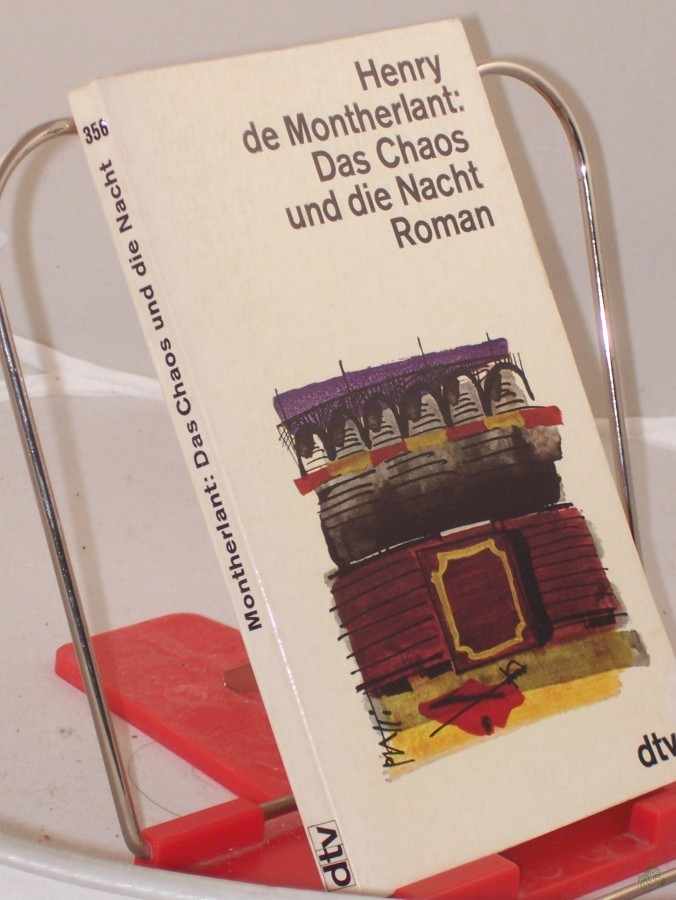 Henry
de Montherlant:
Das Chaos
und die Nacht
Roman
dtv
356
Montherlant: Das Chaos und die Nacht
dtv